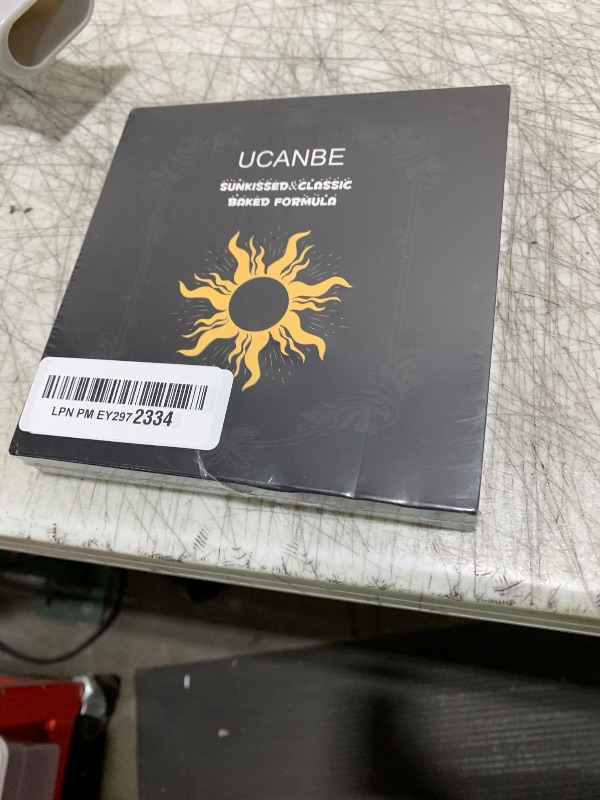 UCANBE
SUNKISSED&CLASSIC
BAKED FORMULA
LPN PM EY297 2334